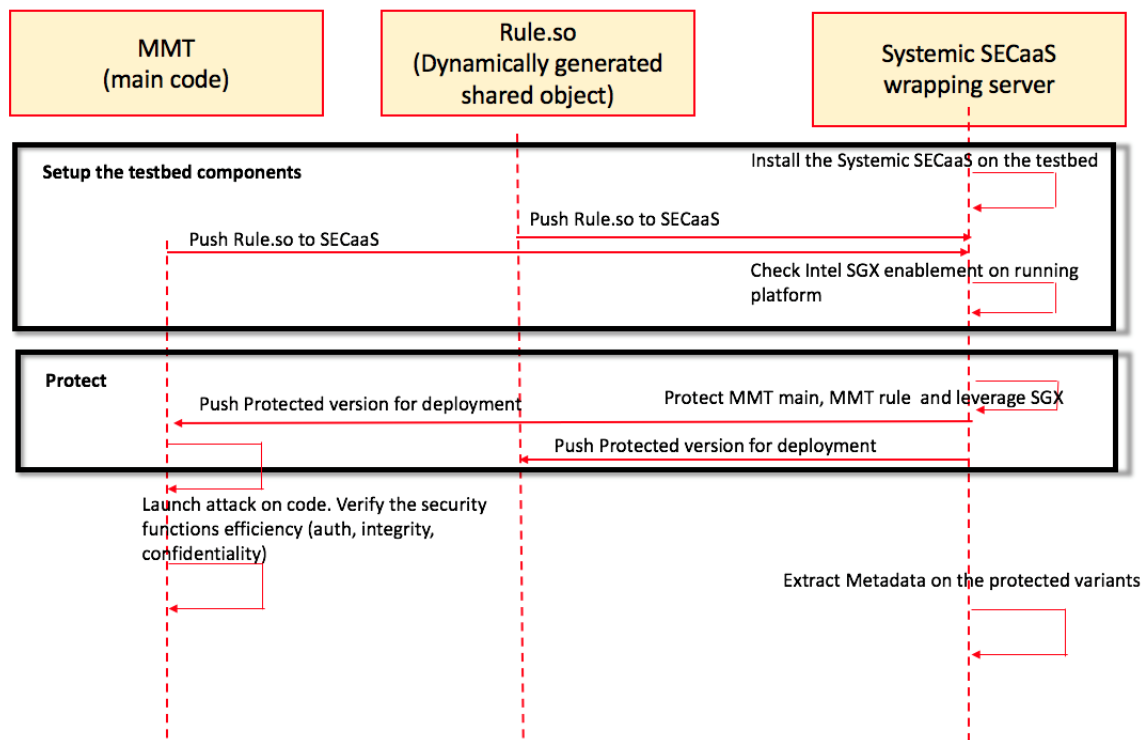 MMT
(main code)
Rule.so
(Dynamically generated
shared object)
Systemic SECaaS
wrapping server
Setup the testbed components
Install the Systemic SECaaS on the testbed
Push Rule.so to SECaaS
Push Rule.so to SECaaS
Check Intel SGX enablement on running
platform
Protect
Protect MMT main, MMT rule and leverage SGX
Push Protected version for deployment
Push Protected version for deployment
Launch attack on code. Verify the security
functions efficiency (auth, integrity,
confidentiality)
Extract Metadata on the protected variants